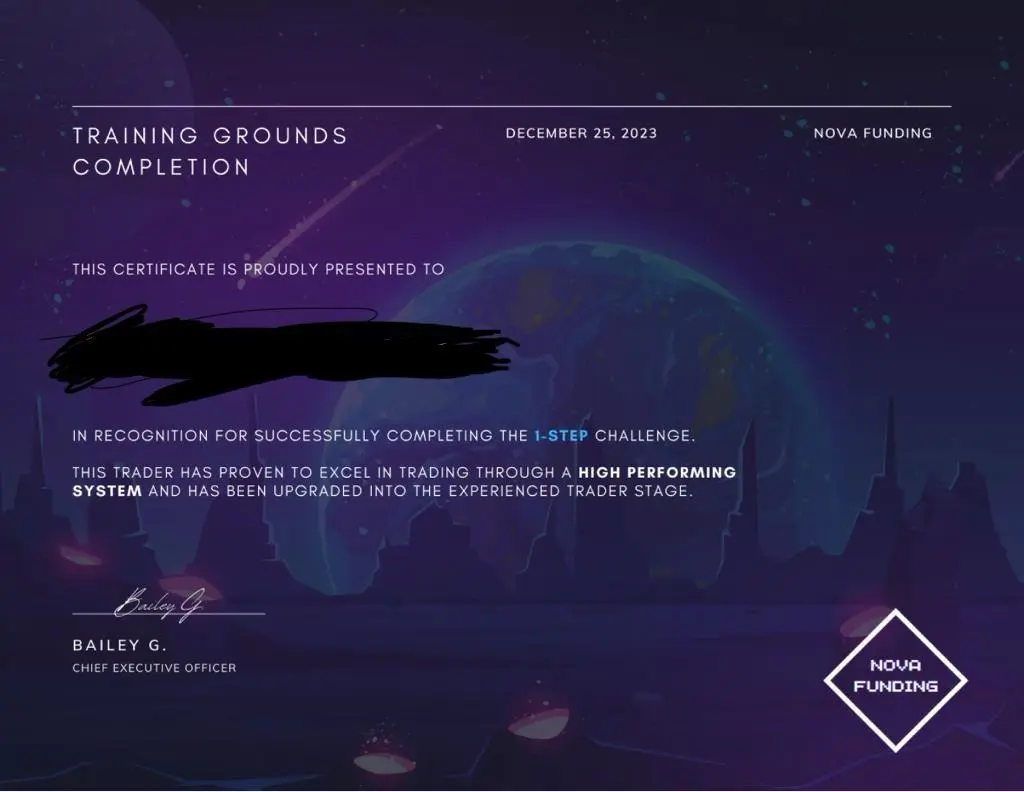 TRAINING GROUNDS
COMPLETION
DECEMBER 25, 2023
NOVA FUNDING
THIS CERTIFICATE IS PROUDLY PRESENTED TO
IN RECOGNITION FOR SUCCESSFULLY COMPLETING THE 1-STEP CHALLENGE.
THIS TRADER HAS PROVEN TO EXCEL IN TRADING THROUGH A HIGH PERFORMING
SYSTEM AND HAS BEEN UPGRADED INTO THE EXPERIENCED TRADER STAGE.
Bailey G.
BAILEY G.
CHIEF EXECUTIVE OFFICER
NOVA
FUNDING